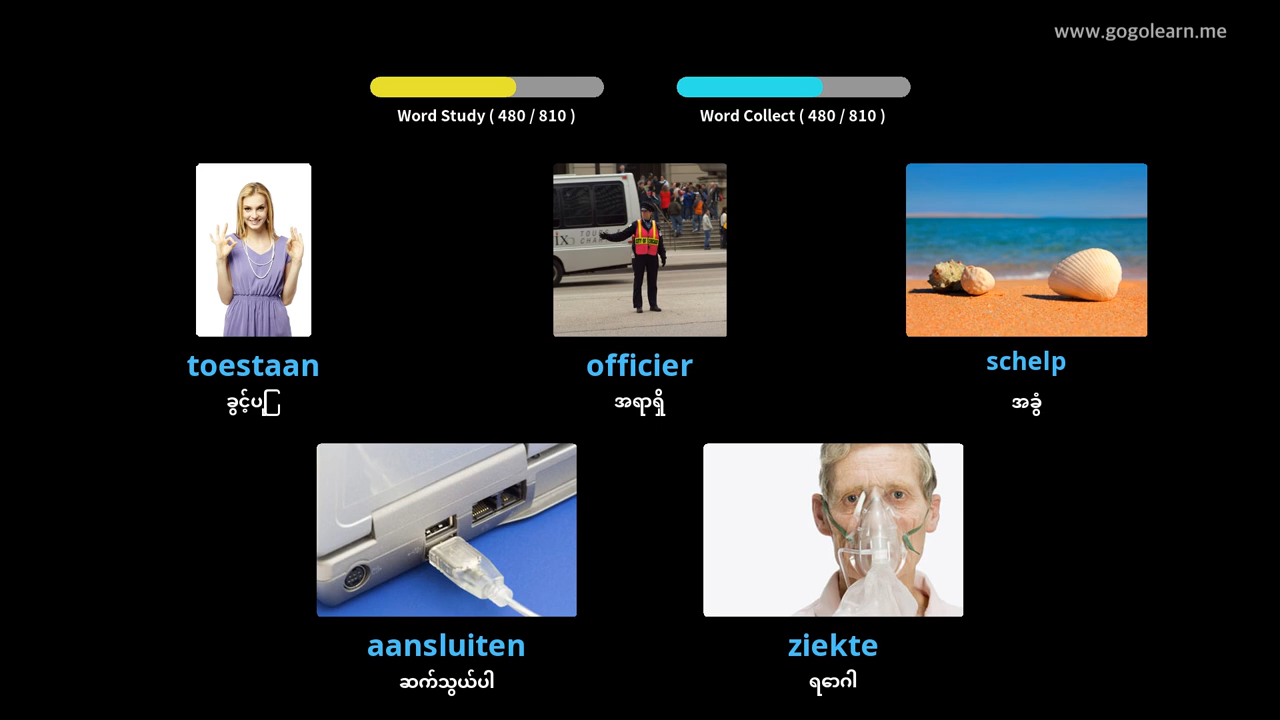 www.gogolearn.me
Word Study ( 480 / 810 )
Word Collect ( 480 / 810 )
toestaan
officier
schelp
ခွင့်ပြု
အရာရှိ
အခွံ
aansluiten
ziekte
ဆက်သွယ်ပါ
ရောဂါ